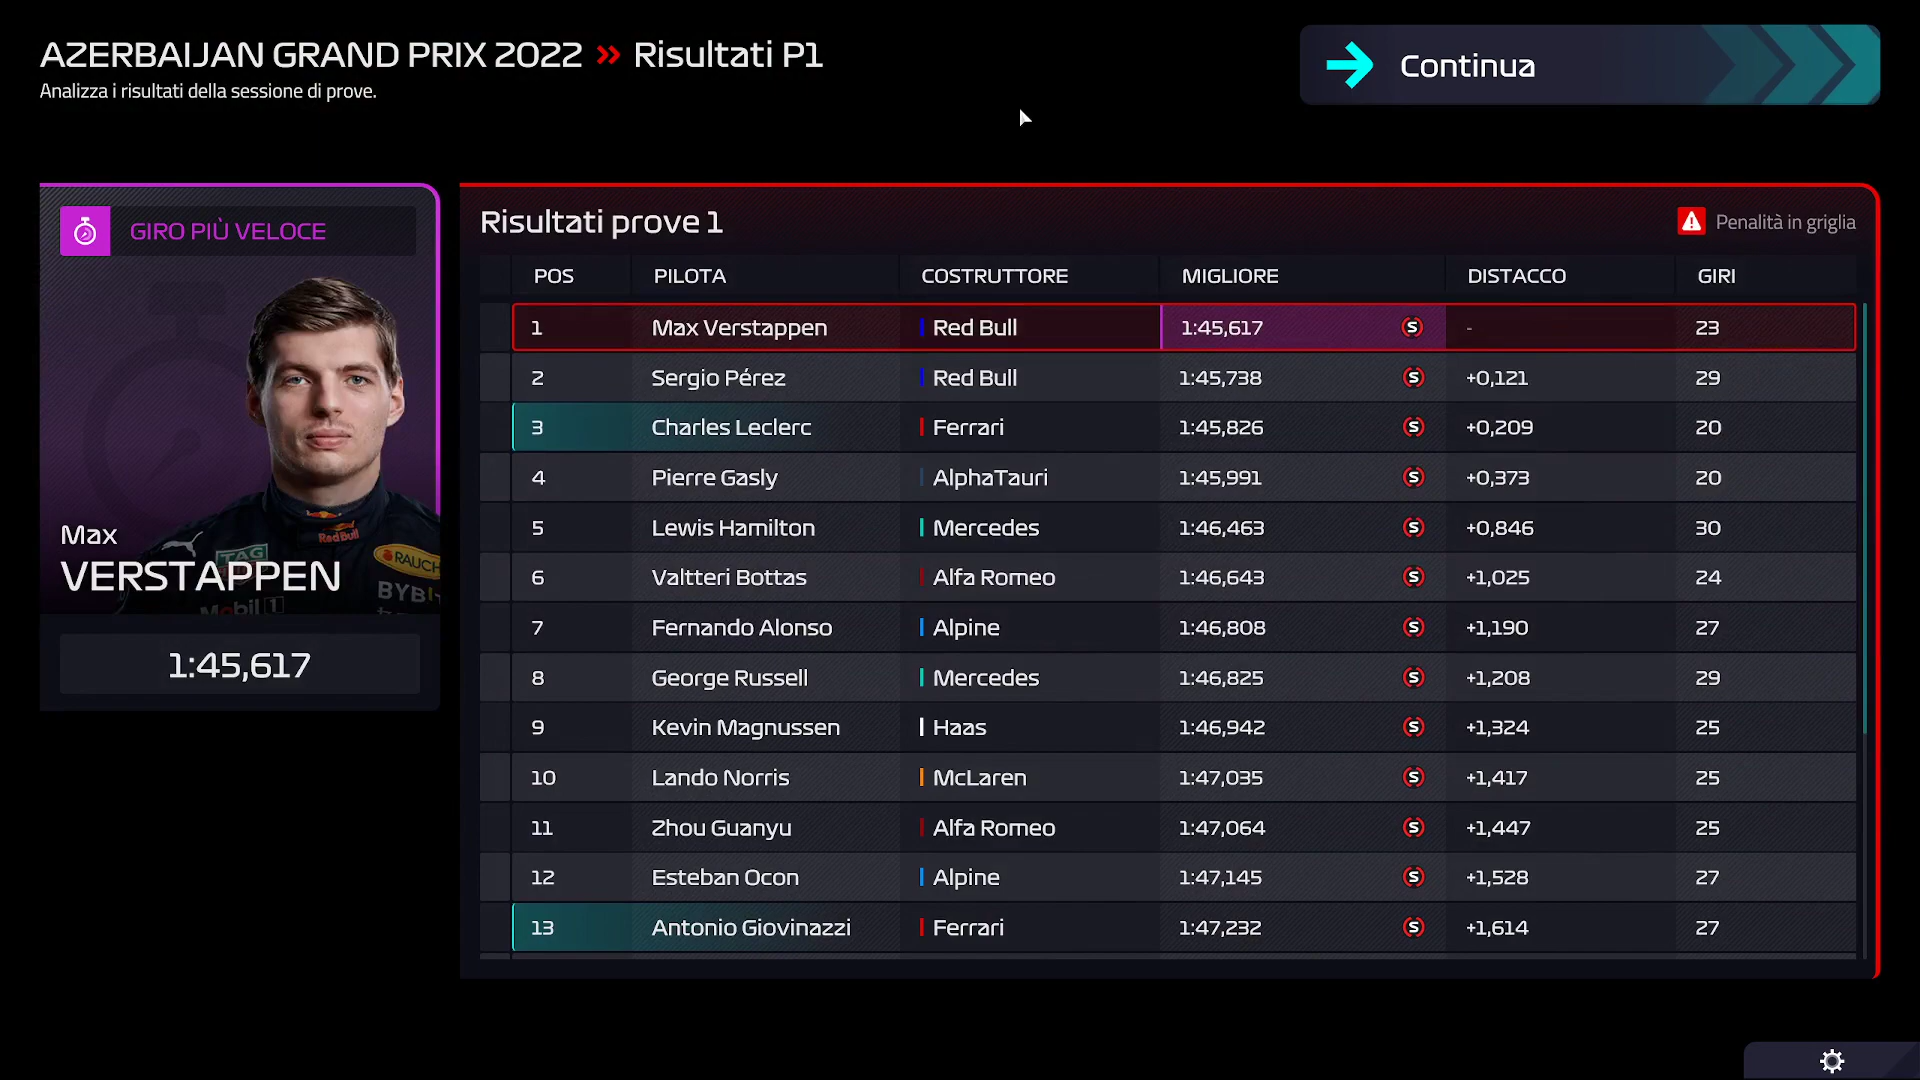 AZERBAIJAN GRAND PRIX 2022 » Risultati P1
Analizza i risultati della sessione di prove.
Continua
GIRO PIÙ VELOCE
TAG
Red Bull
RAUCH
BYBIT
Mobil 1
Max
VERSTAPPEN
1:45,617
Risultati prove 1
Penalità in griglia
POS PILOTA COSTRUTTORE MIGLIORE DISTACCO GIRI
1 Max Verstappen Red Bull 1:45,617 S - 23
2 Sergio Pérez Red Bull 1:45,738 S +0,121 29
3 Charles Leclerc Ferrari 1:45,826 S +0,209 20
4 Pierre Gasly AlphaTauri 1:45,991 S +0,373 20
5 Lewis Hamilton Mercedes 1:46,463 S +0,846 30
6 Valtteri Bottas Alfa Romeo 1:46,643 S +1,025 24
7 Fernando Alonso Alpine 1:46,808 S +1,190 27
8 George Russell Mercedes 1:46,825 S +1,208 29
9 Kevin Magnussen Haas 1:46,942 S +1,324 25
10 Lando Norris McLaren 1:47,035 S +1,417 25
11 Zhou Guanyu Alfa Romeo 1:47,064 S +1,447 25
12 Esteban Ocon Alpine 1:47,145 S +1,528 27
13 Antonio Giovinazzi Ferrari 1:47,232 S +1,614 27